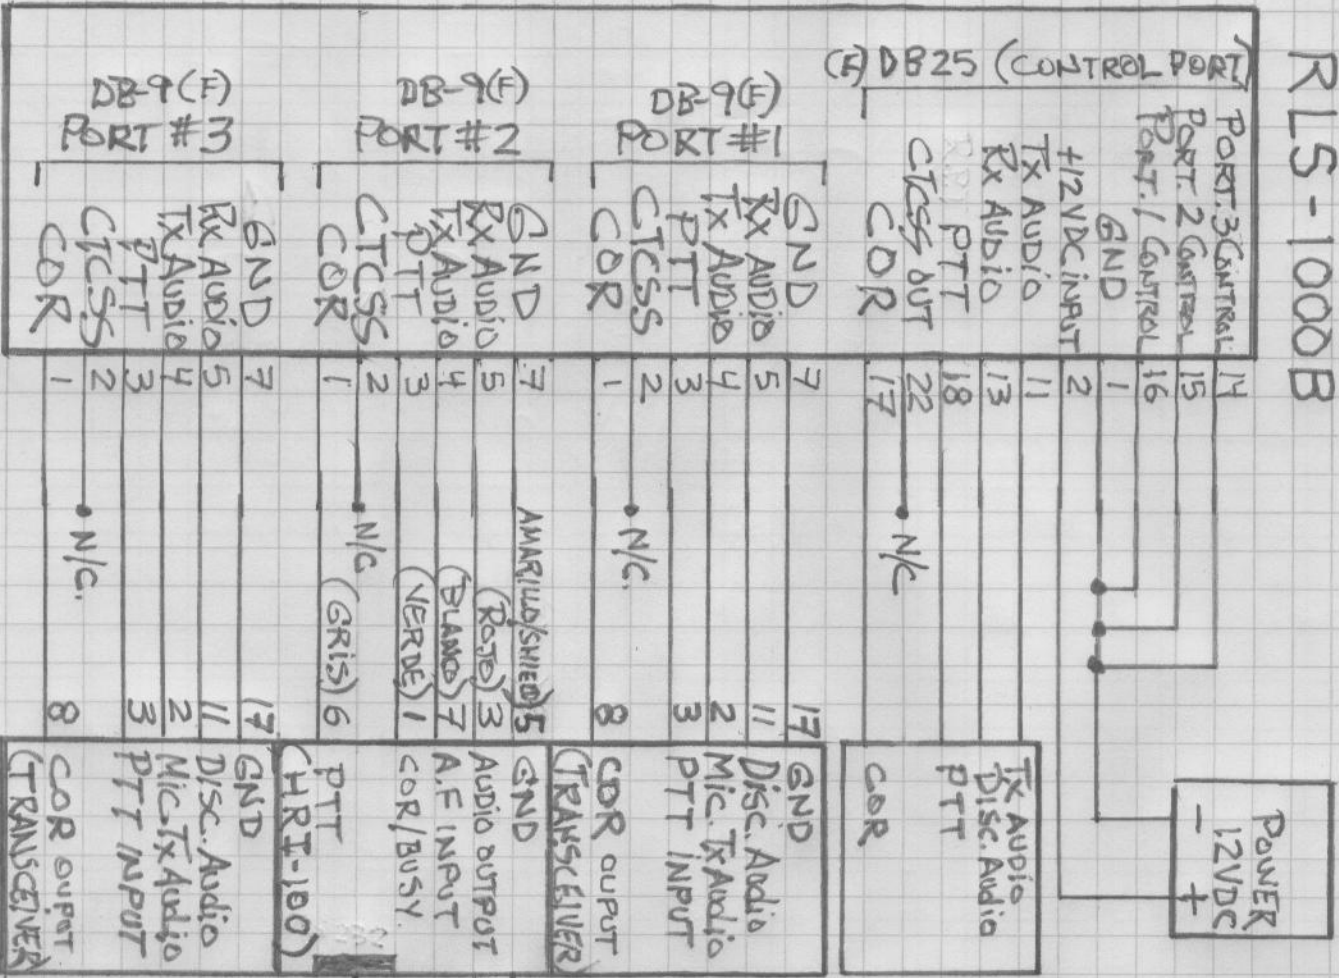 RLS-1000B
(F) DB25 (CONTROL PORT)
PORT.3 CONTROL 14
PORT.2 CONTROL 15
PORT.1 CONTROL 16
GND 1
+12VDC iNPUT 2
TX AUDiO 11
RX AUDiO 13
PTT 18
CTCSS OUT 22
COR 17
N/C
POWER
12VDC
- +
TX AUDIO
DISC. Audio
PTT
COR
DB-9(F)
PORT #1
GND 7
RX AUDiO 5
TX AUDiO 4
PTT 3
CTCSS 2
COR 1
N/C.
17 GND
11 DISC. Audio
2 MiC. TX Audio
3 PTT iNPUT
8 COR OUPUT
(TRANSCEIVER)
DB-9(F)
PORT #2
GND 7
RX AUDiO 5
TX AUDiO 4
PTT 3
CTCSS 2
COR 1
N/C
AMARILLO/SHIELD) 5 GND
(ROJO) 3 AUDIO OUTPUT
(BLANCO) 7 A.F INPUT
(VERDE) 1 COR/BUSY
(GRIS) 6 PTT
(HRI-100)
DB-9(F)
PORT #3
GND 7
RX AUDiO 5
TX AUDiO 4
PTT 3
CTCSS 2
COR 1
N/C.
17 GND
11 DISC. Audio
2 MiC. TX Audio
3 PTT INPUT
8 COR OUPUT
(TRANSCEIVER)